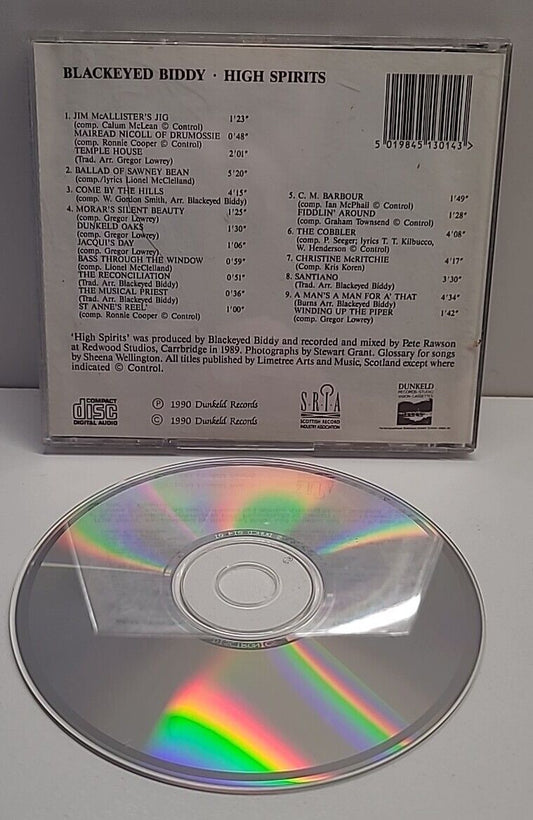 BLACKEYED BIDDY · HIGH SPIRITS
5 019845 130143 >
1. JIM McALLISTER'S JIG 1'23"
(comp. Calum McLean © Control)
MAIREAD NICOLL OF DRUMOSSIE 0'48"
(comp. Ronnie Cooper © Control)
TEMPLE HOUSE 2'01"
(Trad. Arr. Gregor Lowrey)
2. BALLAD OF SAWNEY BEAN 5'20"
(comp./lyrics Lionel McClelland)
3. COME BY THE HILLS 4'15"
(comp. W. Gordon Smith, Arr. Blackeyed Biddy)
4. MORAR'S SILENT BEAUTY 1'25"
(comp. Gregor Lowrey)
DUNKELD OAKS 1'30"
(comp. Gregor Lowrey)
JACQUI'S DAY 1'06"
(comp. Gregor Lowrey)
BASS THROUGH THE WINDOW 0'59"
(comp. Lionel McClelland)
THE RECONCILIATION 0'51"
(Trad. Arr. Blackeyed Biddy)
THE MUSICAL PRIEST 0'36"
(Trad. Arr. Blackeyed Biddy)
ST ANNE'S REEL 1'00"
(comp. Ronnie Cooper © Control)
5. C. M. BARBOUR 1'49"
(comp. Ian McPhail © Control)
FIDDLIN' AROUND 1'28"
(comp. Graham Townsend © Control)
6. THE COBBLER 4'08"
(comp. P. Seeger; lyrics T. T. Kilbucco,
W. Henderson © Control)
7. CHRISTINE McRITCHIE 4'17"
(Comp. Kris Koren)
8. SANTIANO 3'30"
(Trad. Arr. Blackeyed Biddy)
9. A MAN'S A MAN FOR A' THAT 4'34"
(Burns Arr. Blackeyed Biddy)
WINDING UP THE PIPER 1'42"
(comp. Gregor Lowrey)
'High Spirits' was produced by Blackeyed Biddy and recorded and mixed by Pete Rawson
at Redwood Studios, Carrbridge in 1989. Photographs by Stewart Grant. Glossary for songs
by Sheena Wellington. All titles published by Limetree Arts and Music, Scotland except where
indicated © Control.
COMPACT
disc
DIGITAL AUDIO
Ⓟ 1990 Dunkeld Records
© 1990 Dunkeld Records
S·R·I·A
SCOTTISH RECORD
INDUSTRY ASSOCIATION
DUNKELD
RECORDS·STUDIO